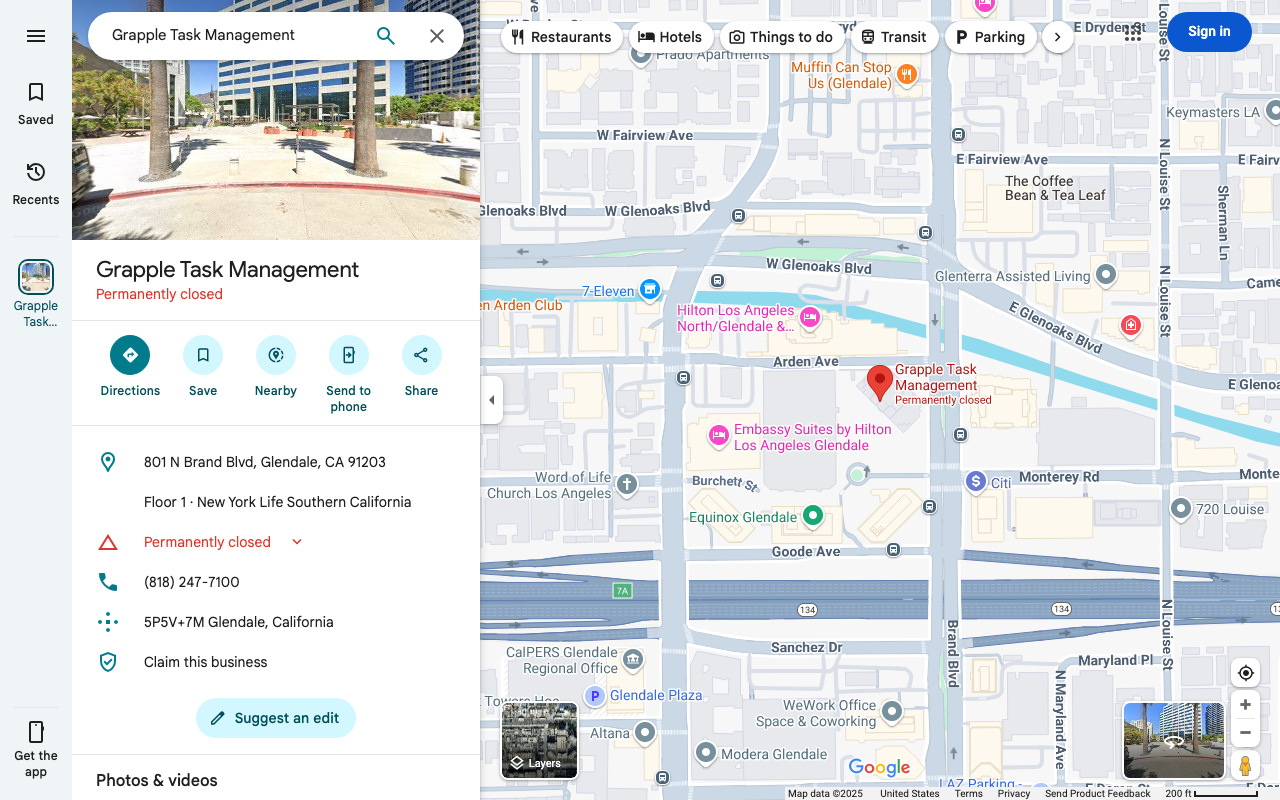 Grapple Task Management
Saved
Recents
Grapple
Task...
Get the
app
Grapple Task Management
Permanently closed
Directions
Save
Nearby
Send to
phone
Share
801 N Brand Blvd, Glendale, CA 91203
Floor 1 · New York Life Southern California
Permanently closed
(818) 247-7100
5P5V+7M Glendale, California
Claim this business
Suggest an edit
Photos & videos
Restaurants
Hotels
Things to do
Transit
Parking
Sign in
E Dryden St
N Louise St
Prado Apartments
Muffin Can Stop
Us (Glendale)
Keymasters LA
W Fairview Ave
E Fairview Ave
E Fairv
N Louise St
The Coffee
Bean & Tea Leaf
Sherman Ln
Glenoaks Blvd
W Glenoaks Blvd
W Glenoaks Blvd
Glenterra Assisted Living
N Louise St
Came
7-Eleven
en Arden Club
Hilton Los Angeles
North/Glendale &...
E Glenoaks Blvd
Arden Ave
Grapple Task
Management
Permanently closed
E Glenoa
Embassy Suites by Hilton
Los Angeles Glendale
Word of Life
Church Los Angeles
Burchett St
Citi
Monterey Rd
Monte
Equinox Glendale
720 Louise
Goode Ave
7A
134
134
Sanchez Dr
Brand Blvd
N Louise St
CalPERS Glendale
Regional Office
Maryland Pl
Glendale Plaza
N Maryland Ave
WeWork Office
Space & Coworking
Altana
Modera Glendale
Layers
Google
LAZ Parking
Map data ©2025
United States
Terms
Privacy
Send Product Feedback
200 ft